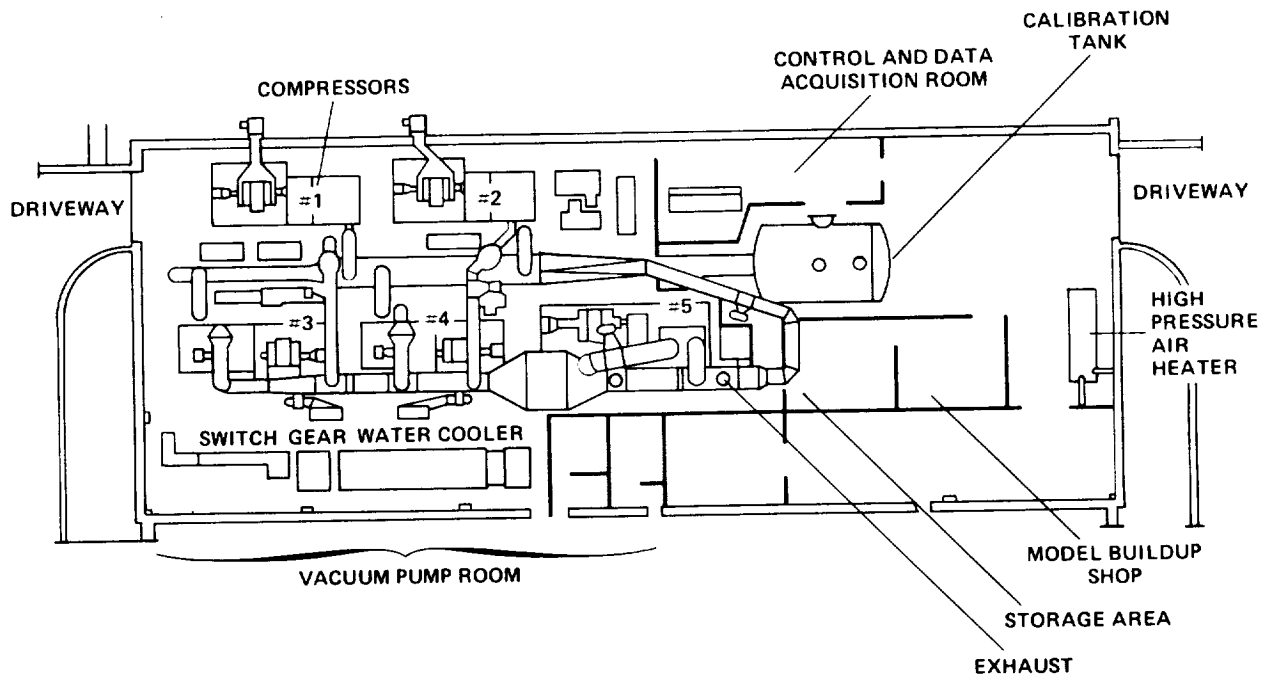 CALIBRATION
TANK
CONTROL AND DATA
ACQUISITION ROOM
COMPRESSORS
#1
#2
DRIVEWAY
DRIVEWAY
#3
#4
#5
HIGH
PRESSURE
AIR
HEATER
SWITCH GEAR WATER COOLER
VACUUM PUMP ROOM
MODEL BUILDUP
SHOP
STORAGE AREA
EXHAUST